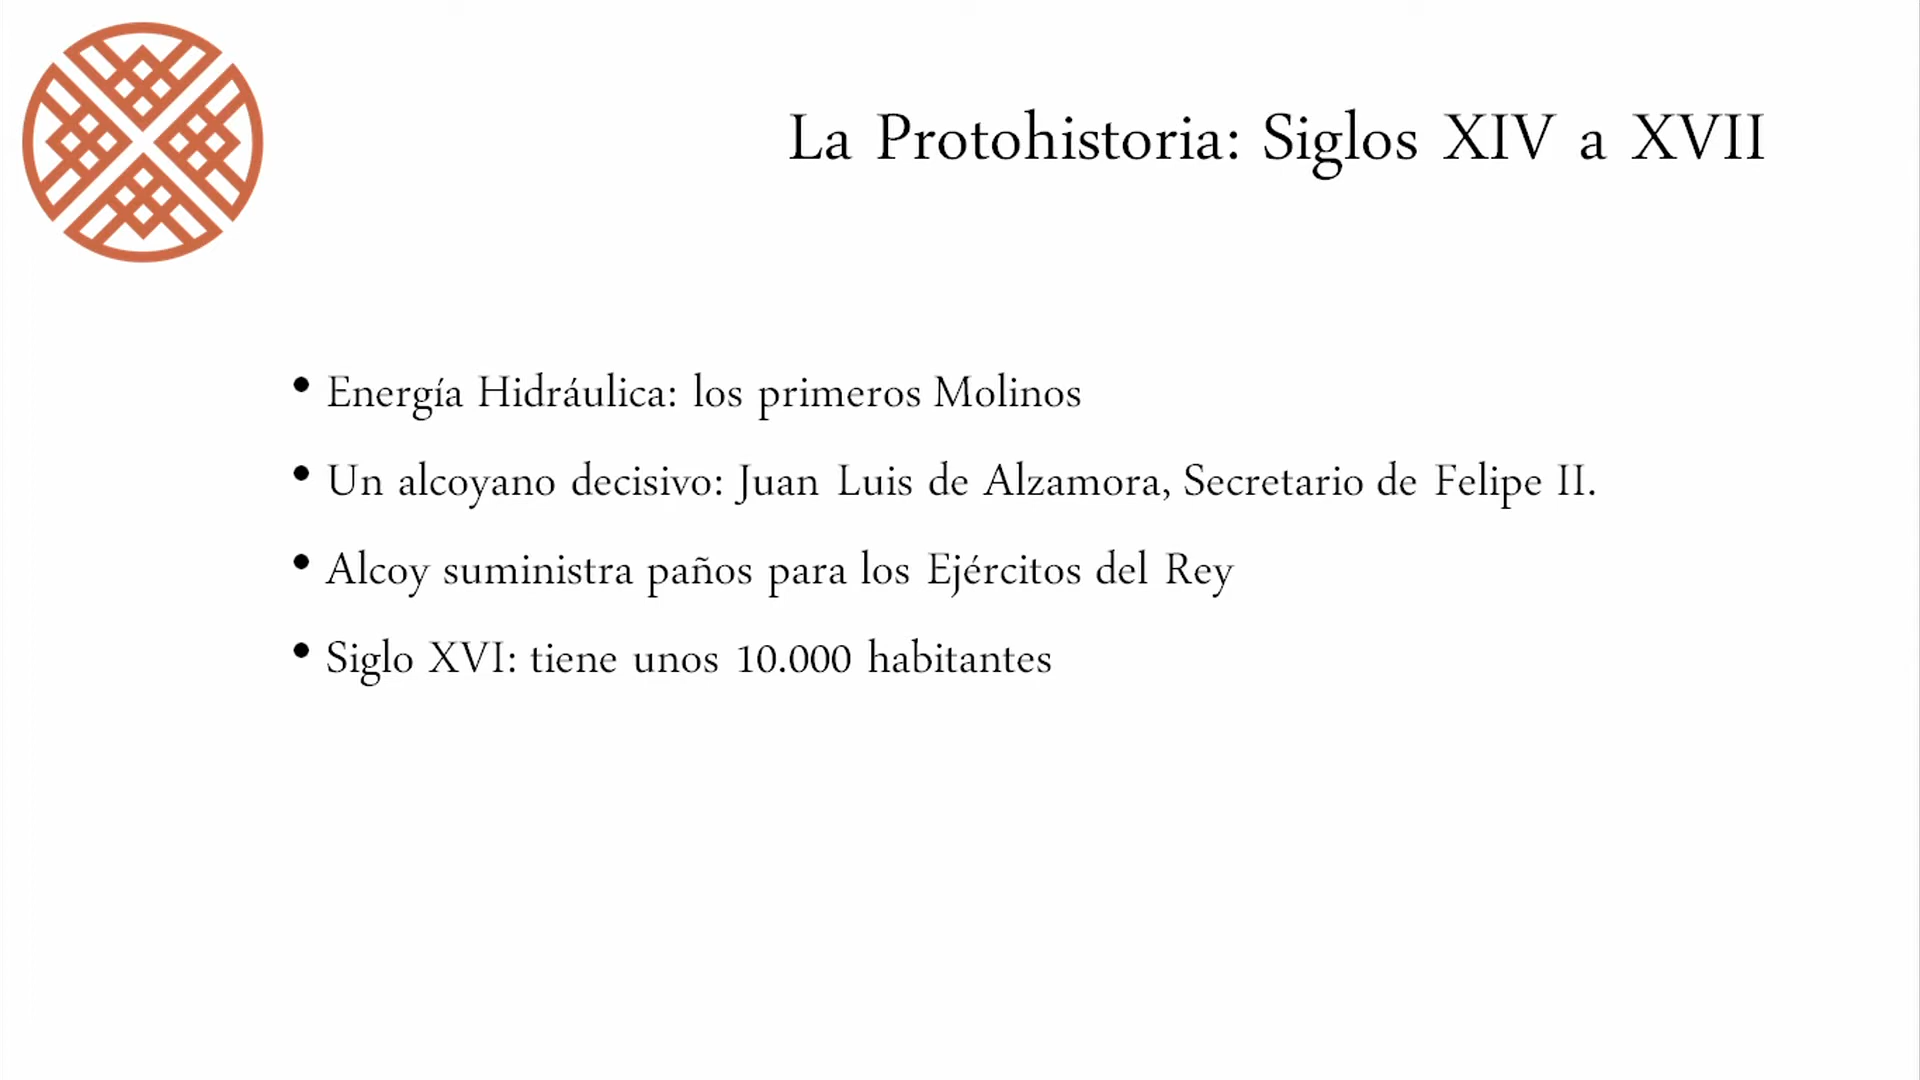 La Protohistoria: Siglos XIV a XVII
• Energía Hidráulica: los primeros Molinos
• Un alcoyano decisivo: Juan Luis de Alzamora, Secretario de Felipe II.
• Alcoy suministra paños para los Ejércitos del Rey
• Siglo XVI: tiene unos 10.000 habitantes